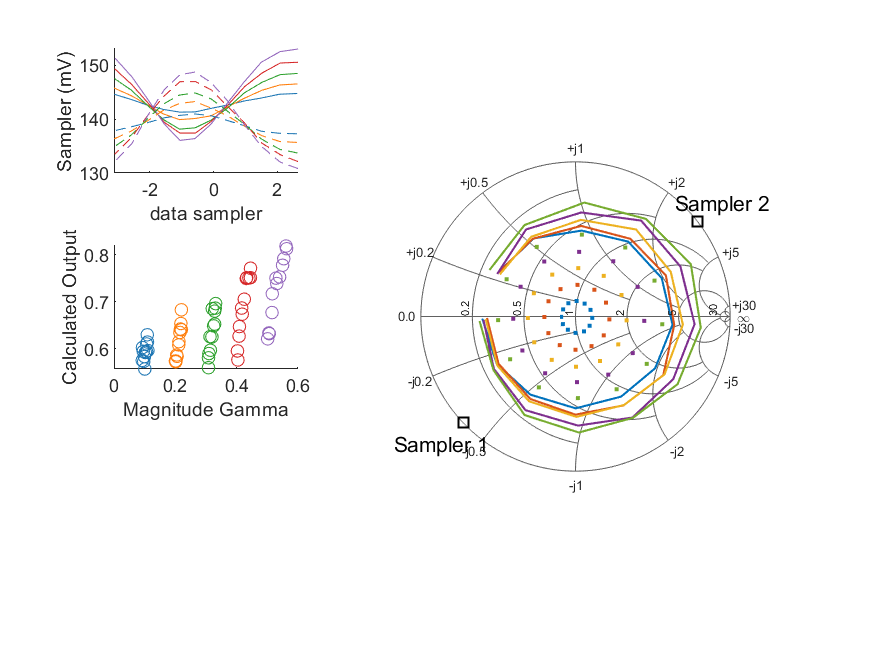 Sampler (mV)
150
140
130
-2
0
2
data sampler
Calculated Output
0.8
0.7
0.6
0
0.2
0.4
0.6
Magnitude Gamma
+j1
+j0.5
+j2
Sampler 2
+j0.2
+j5
0.0
0.2
0.5
1
2
5
30
+j30
∞
-j30
-j0.2
-j5
Sampler 1
-j0.5
-j2
-j1